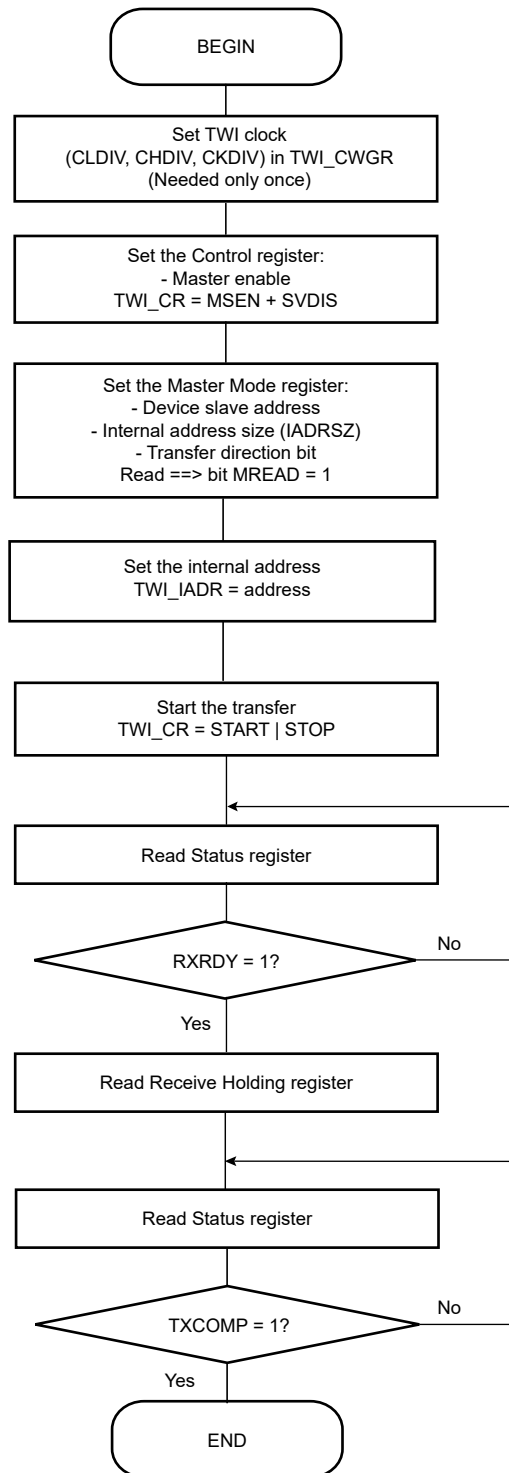 BEGIN
Set TWI clock
(CLDIV, CHDIV, CKDIV) in TWI_CWGR
(Needed only once)
Set the Control register:
- Master enable
TWI_CR = MSEN + SVDIS
Set the Master Mode register:
- Device slave address
- Internal address size (IADRSZ)
- Transfer direction bit
Read ==> bit MREAD = 1
Set the internal address
TWI_IADR = address
Start the transfer
TWI_CR = START | STOP
Read Status register
RXRDY = 1?
No
Yes
Read Receive Holding register
Read Status register
TXCOMP = 1?
No
Yes
END